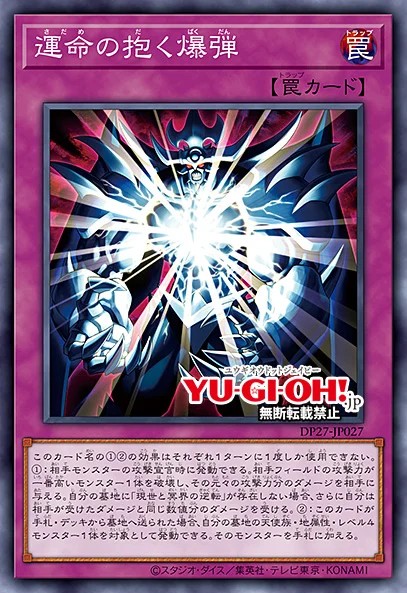 運命の抱く爆弾
罠
【罠カード】
ユウギオウドットジェイピー
YU-GI-OH!.jp
無断転載禁止
DP27-JP027
このカード名の①②の効果はそれぞれ1ターンに1度しか使用できない。
①:相手モンスターの攻撃宣言時に発動できる。相手フィールドの攻撃力が
一番高いモンスター1体を破壊し、その元々の攻撃力分のダメージを相手
に与える。自分の墓地に「現世と冥界の逆転」が存在しない場合、さらに自分は
相手が受けたダメージと同じ数値分のダメージを受ける。②:このカードが
手札・デッキから墓地へ送られた場合、自分の墓地の天使族・地属性・レベル4
モンスター1体を対象として発動できる。そのモンスターを手札に加える。
©スタジオ・ダイス/集英社・テレビ東京・KONAMI